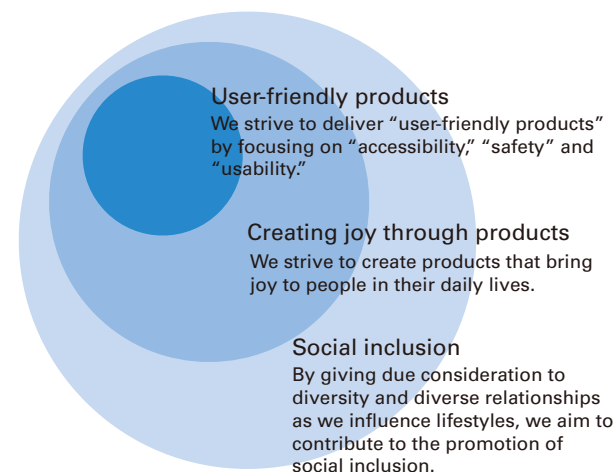 User-friendly products
We strive to deliver “user-friendly products”
by focusing on “accessibility,” “safety” and
“usability.”
Creating joy through products
We strive to create products that bring
joy to people in their daily lives.
Social inclusion
By giving due consideration to
diversity and diverse relationships
as we influence lifestyles, we aim to
contribute to the promotion of
social inclusion.